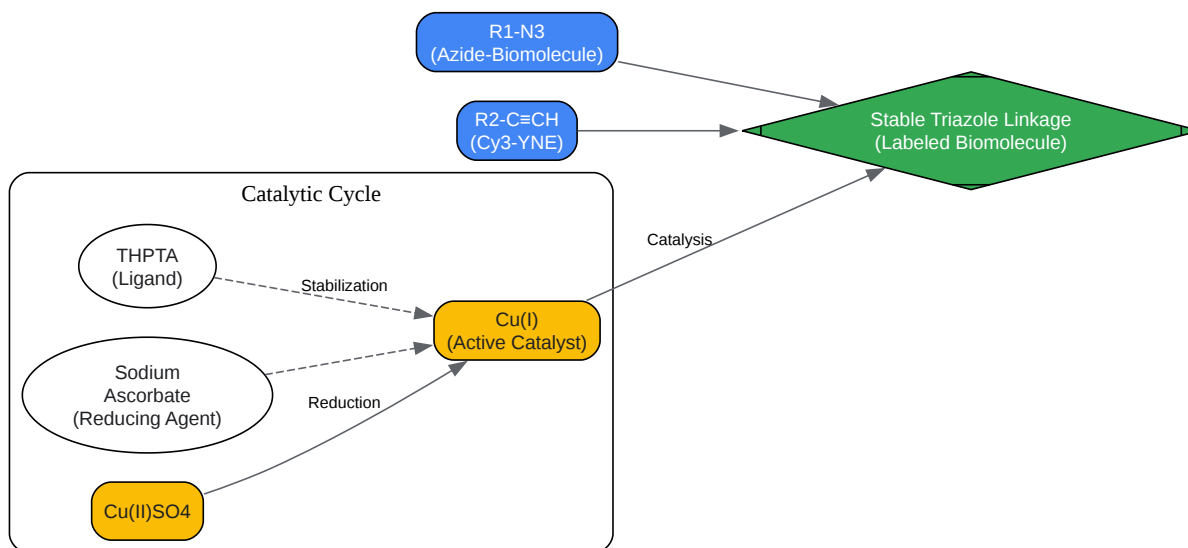 R1-N3
(Azide-Biomolecule)
R2-C≡CH
(Cy3-YNE)
Stable Triazole Linkage
(Labeled Biomolecule)
Catalytic Cycle
THPTA
(Ligand)
Stabilization
Catalysis
Cu(I)
(Active Catalyst)
Sodium
Ascorbate
(Reducing Agent)
Reduction
Cu(II)SO4